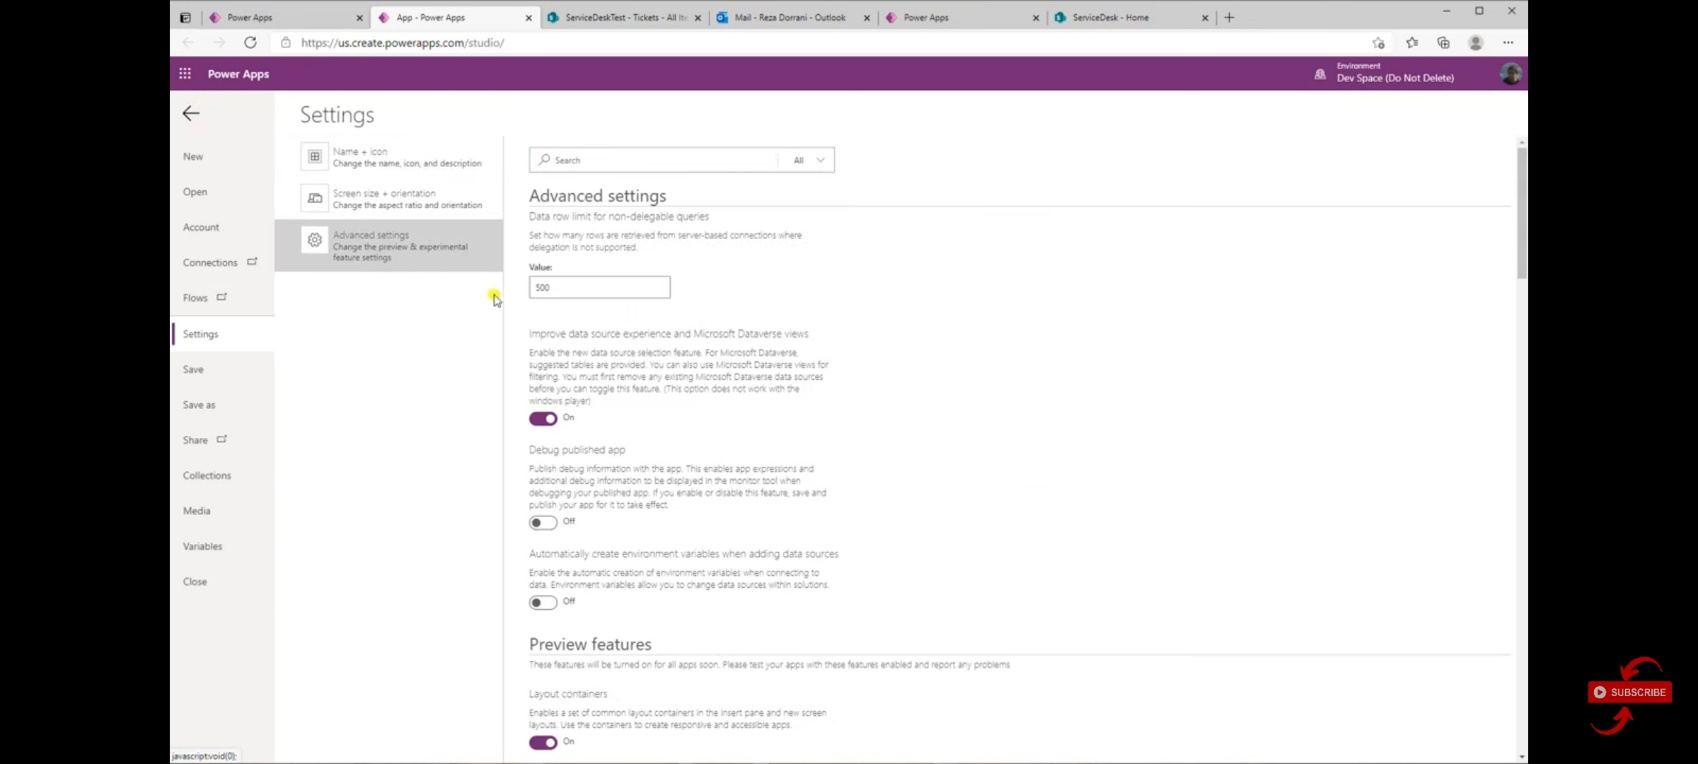 Power Apps
App - Power Apps
ServiceDeskTest - Tickets - All Ite
Mail - Reza Dorrani - Outlook
Power Apps
ServiceDesk - Home
https://us.create.powerapps.com/studio/
Power Apps
Environment
Dev Space (Do Not Delete)
New
Open
Account
Connections
Flows
Settings
Save
Save as
Share
Collections
Media
Variables
Close
javascript:void(0);
Settings
Name + icon
Change the name, icon, and description
Screen size + orientation
Change the aspect ratio and orientation
Advanced settings
Change the preview & experimental
feature settings
Search
All
Advanced settings
Data row limit for non-delegable queries
Set how many rows are retrieved from server-based connections where
delegation is not supported.
Value:
500
Improve data source experience and Microsoft Dataverse views
Enable the new data source selection feature. For Microsoft Dataverse,
suggested tables are provided. You can also use Microsoft Dataverse views for
filtering. You must first remove any existing Microsoft Dataverse data sources
before you can toggle this feature. (This option does not work with the
windows player)
On
Debug published app
Publish debug information with the app. This enables app expressions and
additional debug information to be displayed in the monitor tool when
debugging your published app. If you enable or disable this feature, save and
publish your app for it to take effect.
Off
Automatically create environment variables when adding data sources
Enable the automatic creation of environment variables when connecting to
data. Environment variables allow you to change data sources within solutions.
Off
Preview features
These features will be turned on for all apps soon. Please test your apps with these features enabled and report any problems
Layout containers
Enables a set of common layout containers in the insert pane and new screen
layouts. Use the containers to create responsive and accessible apps.
On
SUBSCRIBE